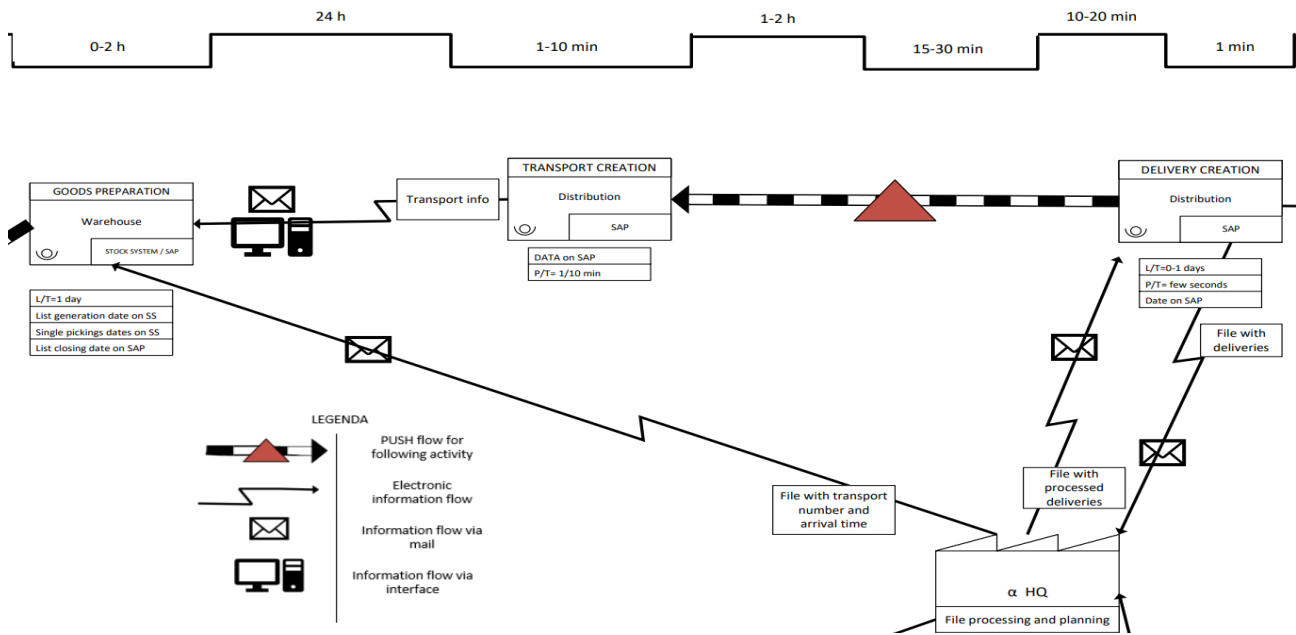 24 h
1-2 h
10-20 min
0-2 h
1-10 min
15-30 min
1 min
GOODS PREPARATION
Warehouse
STOCK SYSTEM / SAP
L/T=1 day
List generation date on SS
Single pickings dates on SS
List closing date on SAP
Transport info
TRANSPORT CREATION
Distribution
SAP
DATA on SAP
P/T= 1/10 min
DELIVERY CREATION
Distribution
SAP
L/T=0-1 days
P/T= few seconds
Date on SAP
File with
deliveries
LEGENDA
PUSH flow for
following activity
Electronic
information flow
Information flow via
mail
Information flow via
interface
File with transport
number and
arrival time
File with
processed
deliveries
α HQ
File processing and planning